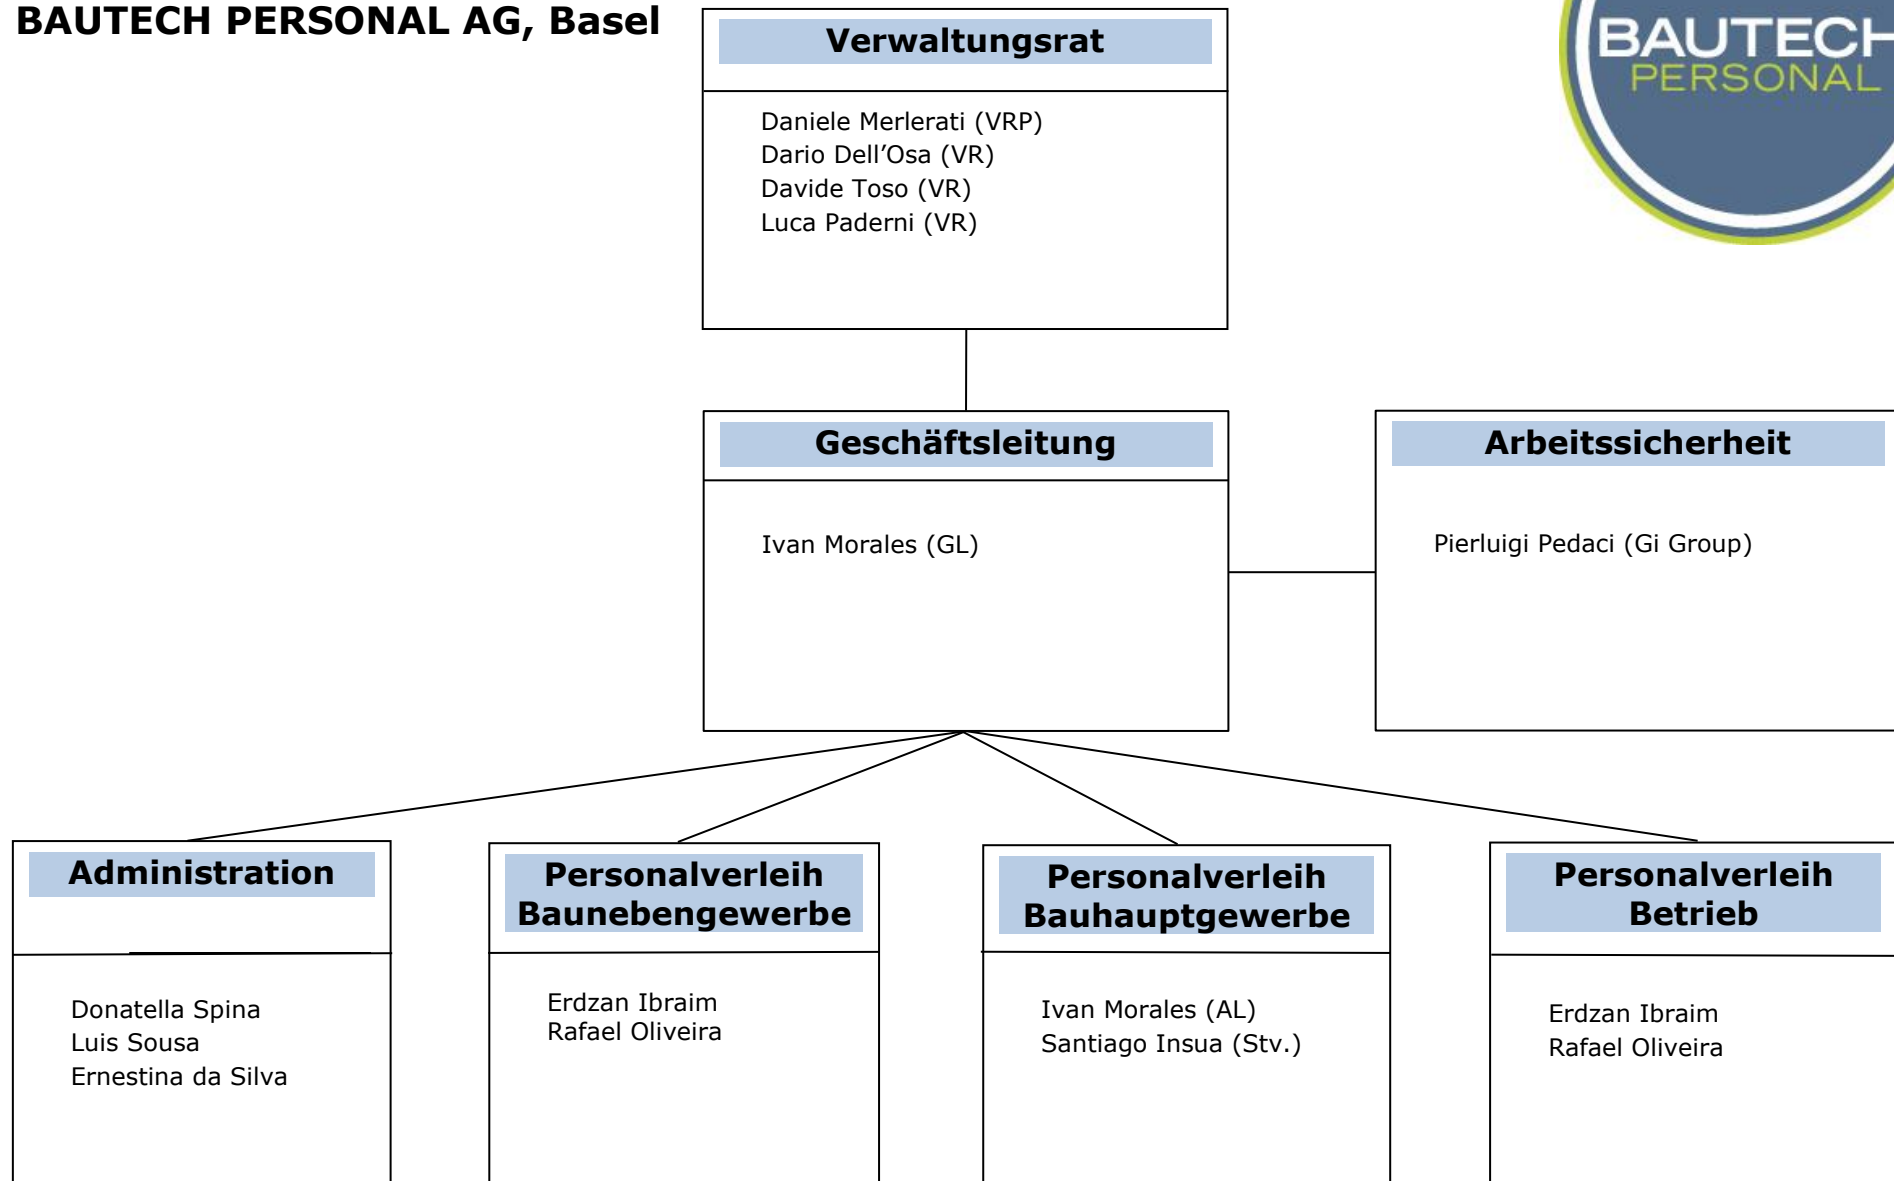 BAUTECH PERSONAL AG, Basel
BAUTECH
PERSONAL
Verwaltungsrat
Daniele Merlerati (VRP)
Dario Dell’Osa (VR)
Davide Toso (VR)
Luca Paderni (VR)
Geschäftsleitung
Ivan Morales (GL)
Arbeitssicherheit
Pierluigi Pedaci (Gi Group)
Administration
Donatella Spina
Luis Sousa
Ernestina da Silva
Personalverleih
Baunebengewerbe
Erdzan Ibraim
Rafael Oliveira
Personalverleih
Bauhauptgewerbe
Ivan Morales (AL)
Santiago Insua (Stv.)
Personalverleih
Betrieb
Erdzan Ibraim
Rafael Oliveira